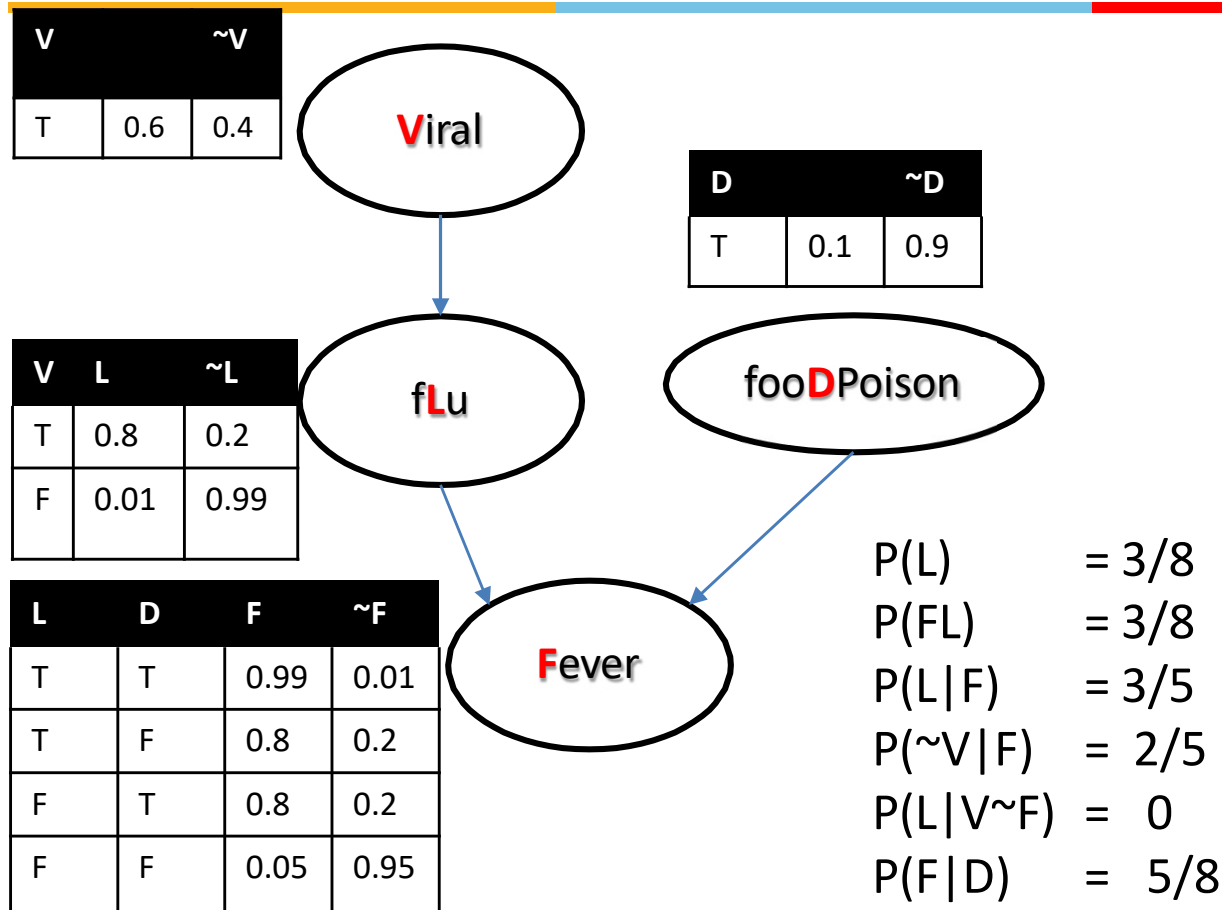 V ~V
T 0.6 0.4
Viral
D ~D
T 0.1 0.9
V L ~L
T 0.8 0.2
F 0.01 0.99
fLu
fooDPoison
L D F ~F
T T 0.99 0.01
T F 0.8 0.2
F T 0.8 0.2
F F 0.05 0.95
Fever
P(L) = 3/8
P(FL) = 3/8
P(L|F) = 3/5
P(~V|F) = 2/5
P(L|V~F) = 0
P(F|D) = 5/8